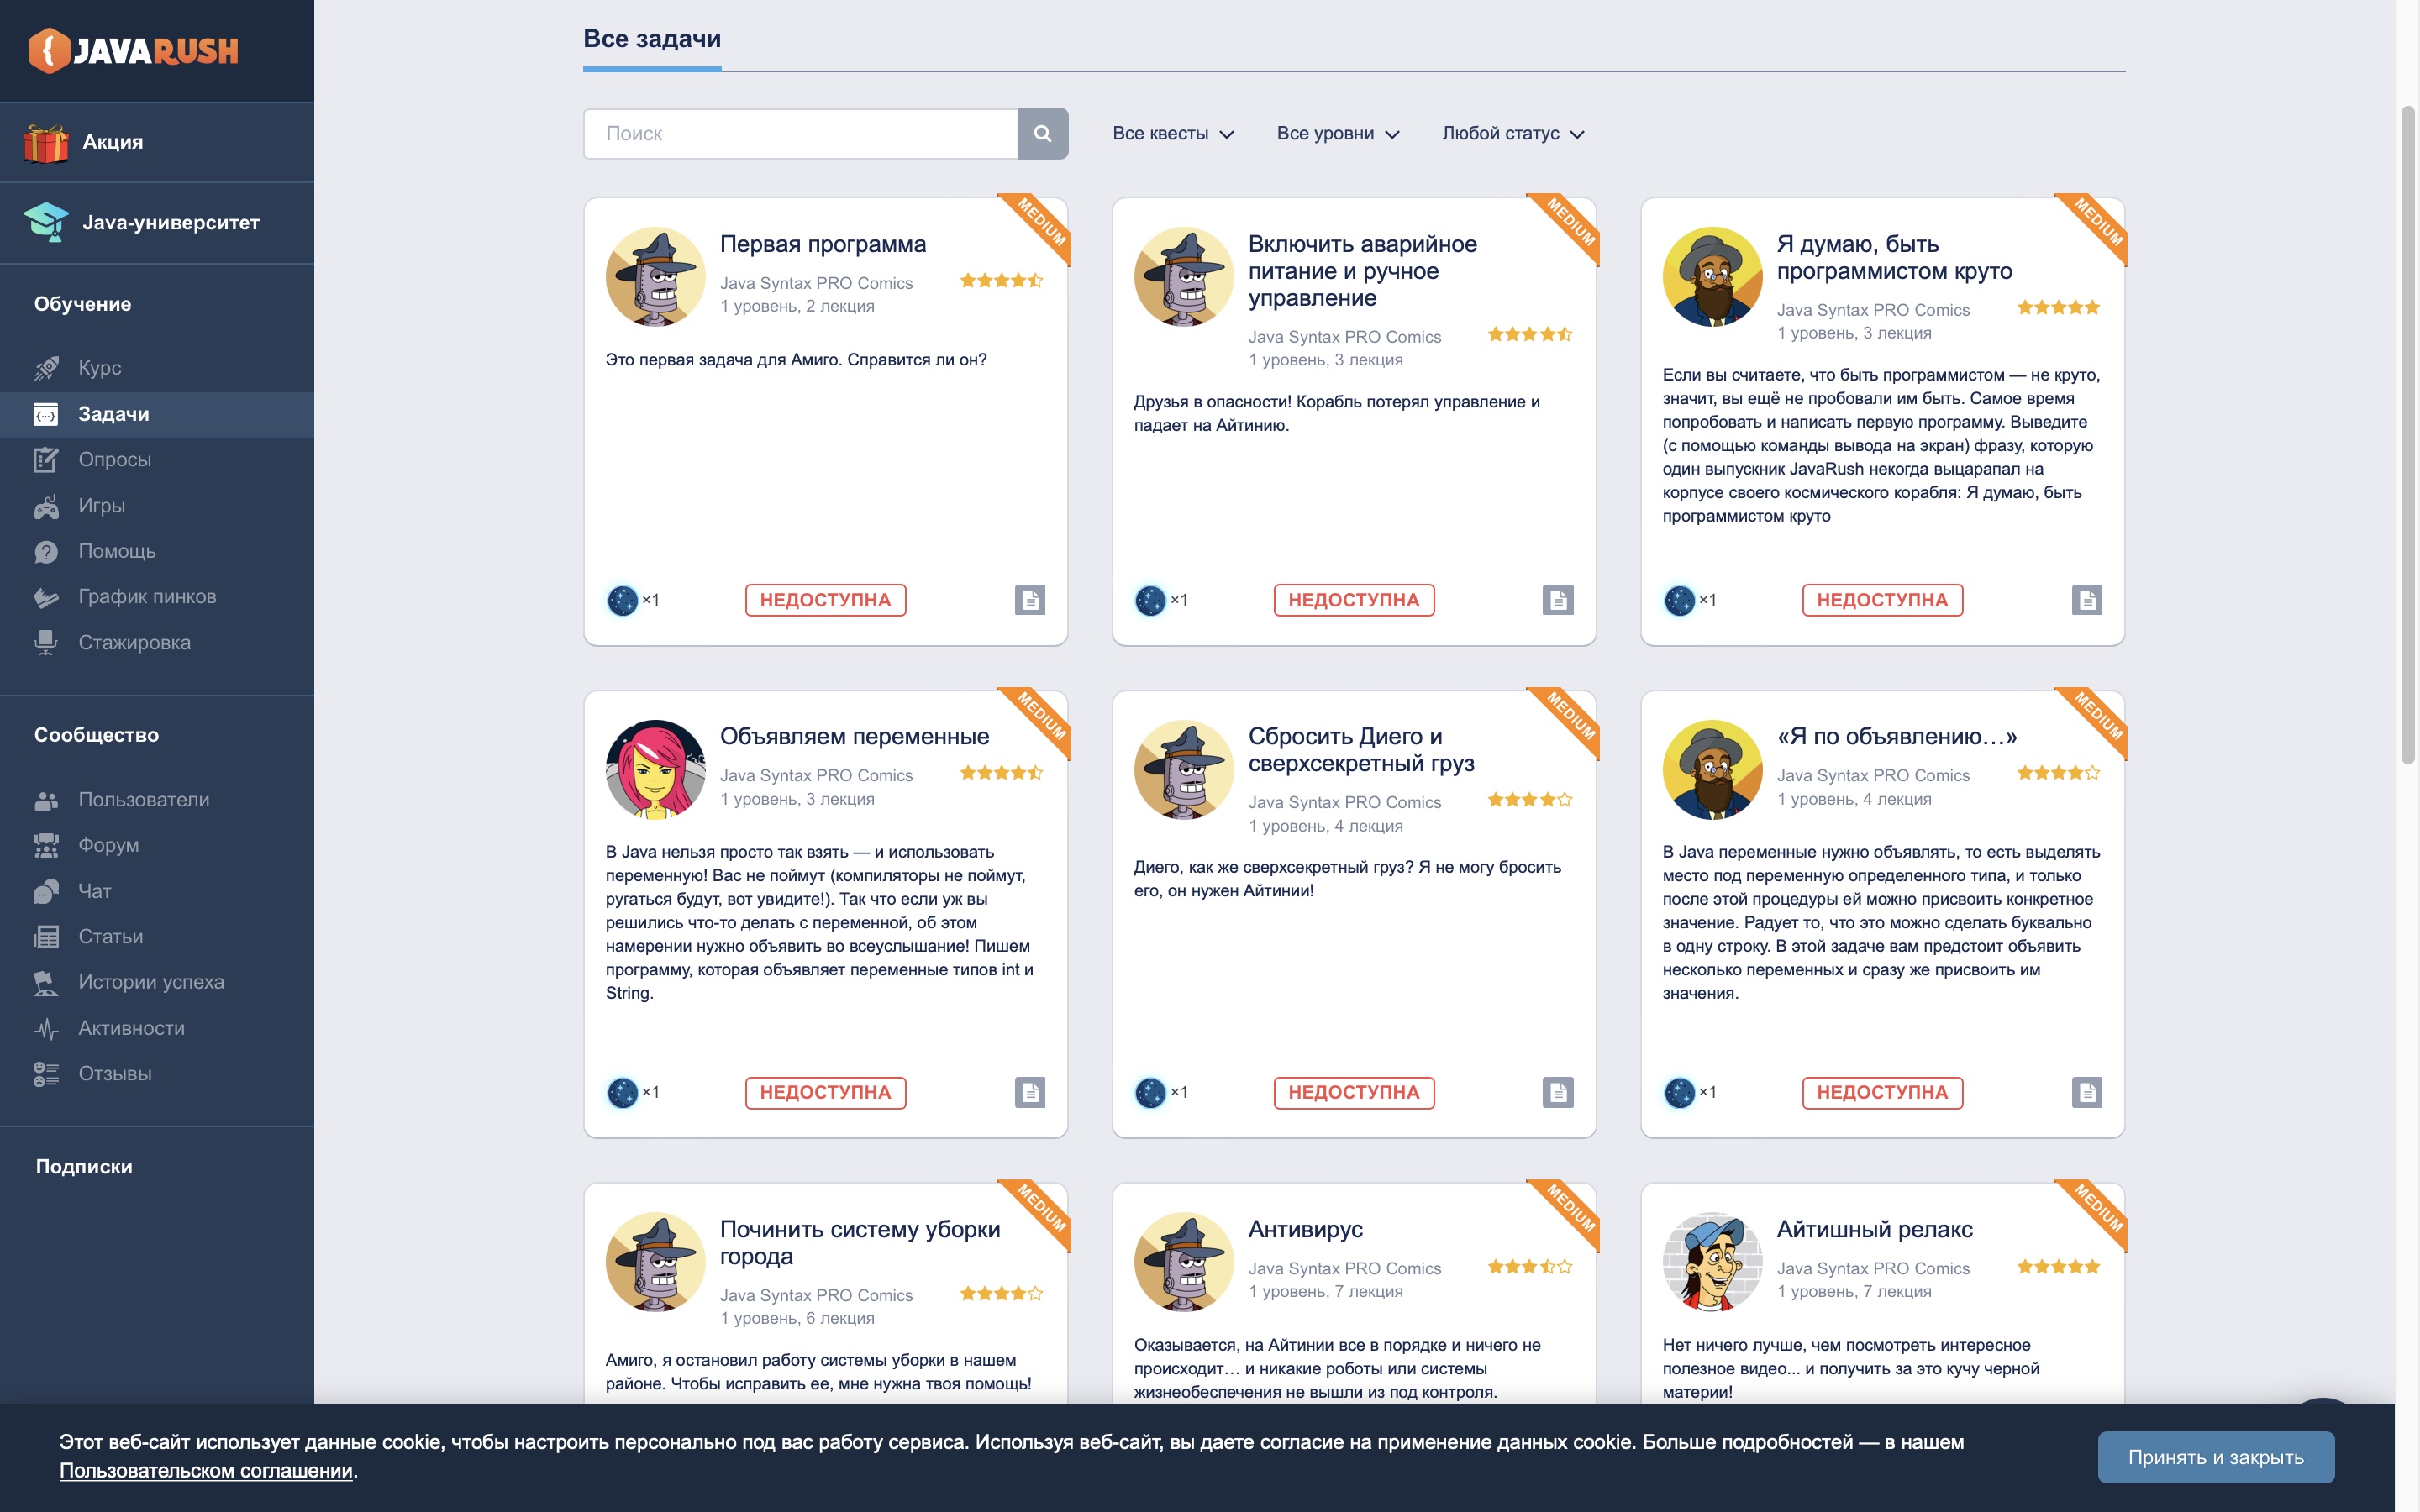 JAVARUSH
Акция
Java-университет
Обучение
Курс
Задачи
Опросы
Игры
Помощь
График пинков
Стажировка
Сообщество
Пользователи
Форум
Чат
Статьи
Истории успеха
Активности
Отзывы
Подписки
Все задачи
Поиск
Все квесты
Все уровни
Любой статус
MEDIUM
Первая программа
Java Syntax PRO Comics
1 уровень, 2 лекция
Это первая задача для Амиго. Справится ли он?
×1
НЕДОСТУПНА
MEDIUM
Включить аварийное
питание и ручное
управление
Java Syntax PRO Comics
1 уровень, 3 лекция
Друзья в опасности! Корабль потерял управление и
падает на Айтинию.
×1
НЕДОСТУПНА
MEDIUM
Я думаю, быть
программистом круто
Java Syntax PRO Comics
1 уровень, 3 лекция
Если вы считаете, что быть программистом — не круто,
значит, вы ещё не пробовали им быть. Самое время
попробовать и написать первую программу. Выведите
(с помощью команды вывода на экран) фразу, которую
один выпускник JavaRush некогда выцарапал на
корпусе своего космического корабля: Я думаю, быть
программистом круто
×1
НЕДОСТУПНА
MEDIUM
Объявляем переменные
Java Syntax PRO Comics
1 уровень, 3 лекция
В Java нельзя просто так взять — и использовать
переменную! Вас не поймут (компиляторы не поймут,
ругаться будут, вот увидите!). Так что если уж вы
решились что-то делать с переменной, об этом
намерении нужно объявить во всеуслышание! Пишем
программу, которая объявляет переменные типов int и
String.
×1
НЕДОСТУПНА
MEDIUM
Сбросить Диего и
сверхсекретный груз
Java Syntax PRO Comics
1 уровень, 4 лекция
Диего, как же сверхсекретный груз? Я не могу бросить
его, он нужен Айтинии!
×1
НЕДОСТУПНА
MEDIUM
«Я по объявлению…»
Java Syntax PRO Comics
1 уровень, 4 лекция
В Java переменные нужно объявлять, то есть выделять
место под переменную определенного типа, и только
после этой процедуры ей можно присвоить конкретное
значение. Радует то, что это можно сделать буквально
в одну строку. В этой задаче вам предстоит объявить
несколько переменных и сразу же присвоить им
значения.
×1
НЕДОСТУПНА
MEDIUM
Починить систему уборки
города
Java Syntax PRO Comics
1 уровень, 6 лекция
Амиго, я остановил работу системы уборки в нашем
районе. Чтобы исправить ее, мне нужна твоя помощь!
MEDIUM
Антивирус
Java Syntax PRO Comics
1 уровень, 7 лекция
Оказывается, на Айтинии все в порядке и ничего не
происходит… и никакие роботы или системы
жизнеобеспечения не вышли из под контроля.
MEDIUM
Айтишный релакс
Java Syntax PRO Comics
1 уровень, 7 лекция
Нет ничего лучше, чем посмотреть интересное
полезное видео... и получить за это кучу черной
материи!
Этот веб-сайт использует данные cookie, чтобы настроить персонально под вас работу сервиса. Используя веб-сайт, вы даете согласие на применение данных cookie. Больше подробностей — в нашем
Пользовательском соглашении.
Принять и закрыть